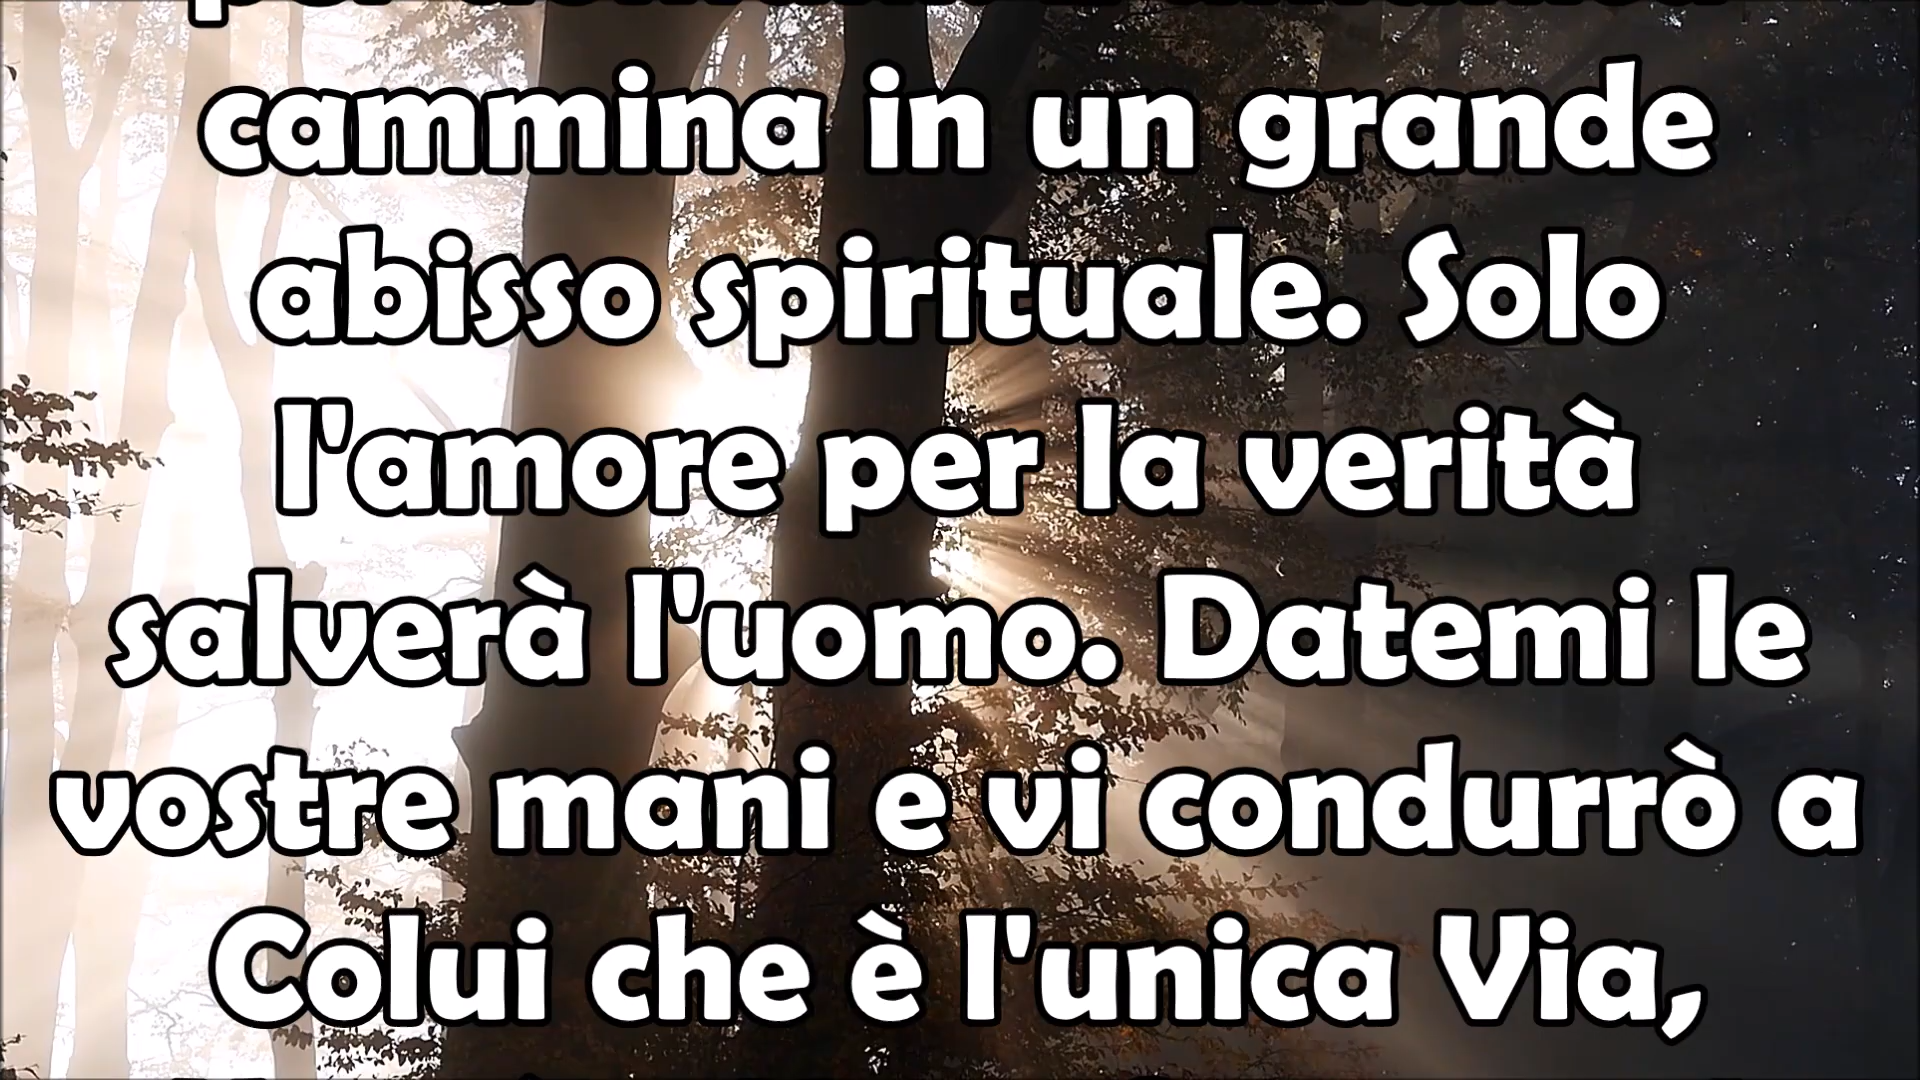 cammina in un grande
abisso spirituale. Solo
l'amore per la verità
salverà l'uomo. Datemi le
vostre mani e vi condurrò a
Colui che è l'unica Via,